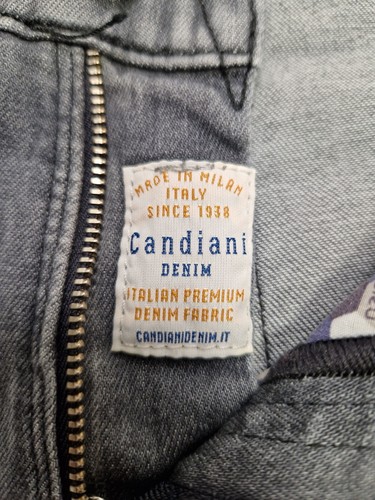 MADE IN MILAN
ITALY
SINCE 1938
Candiani
DENIM
ITALIAN PREMIUM
DENIM FABRIC
CANDIANIDENIM.IT